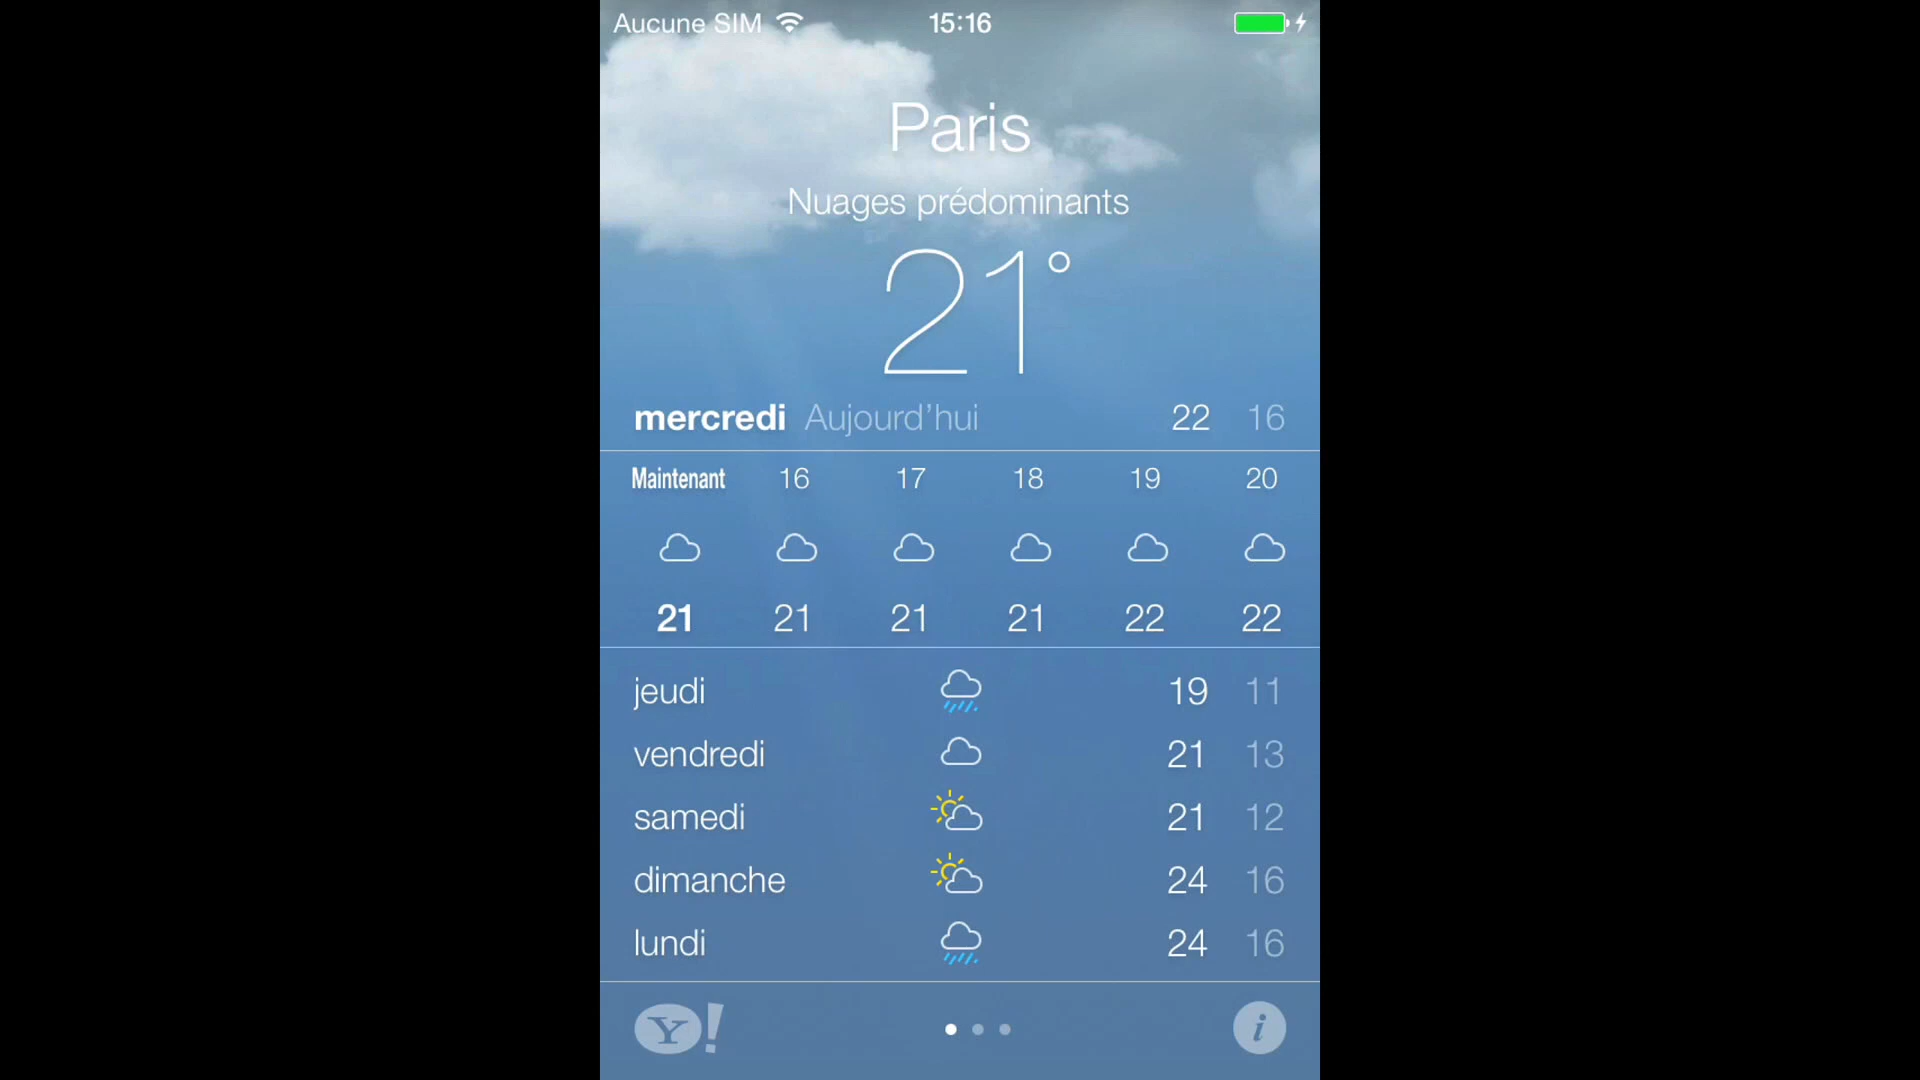 Aucune SIM 15:16
Paris
Nuages prédominants
21°
mercredi Aujourd'hui 22 16
Maintenant 16 17 18 19 20
21 21 21 21 22 22
jeudi 19 11
vendredi 21 13
samedi 21 12
dimanche 24 16
lundi 24 16
Y! i